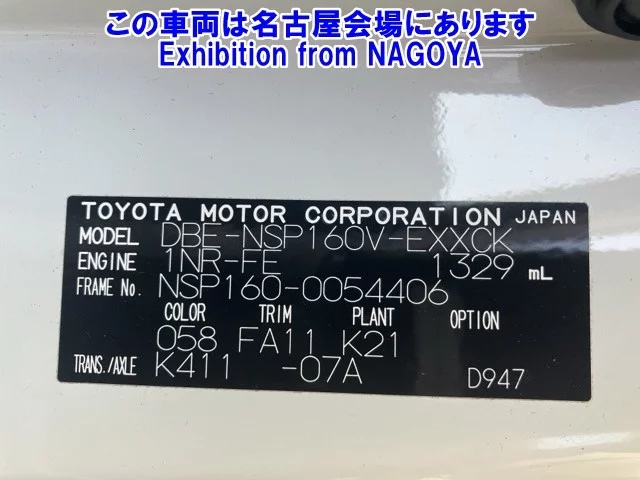 この車両は名古屋会場にあります
Exhibition from NAGOYA
TOYOTA MOTOR CORPORATION JAPAN
MODEL DBE-NSP160V-EXXCK
ENGINE 1NR-FE 1329 mL
FRAME No. NSP160-0054406
COLOR TRIM PLANT OPTION
058 FA11 K21
TRANS./AXLE K411 -07A D947